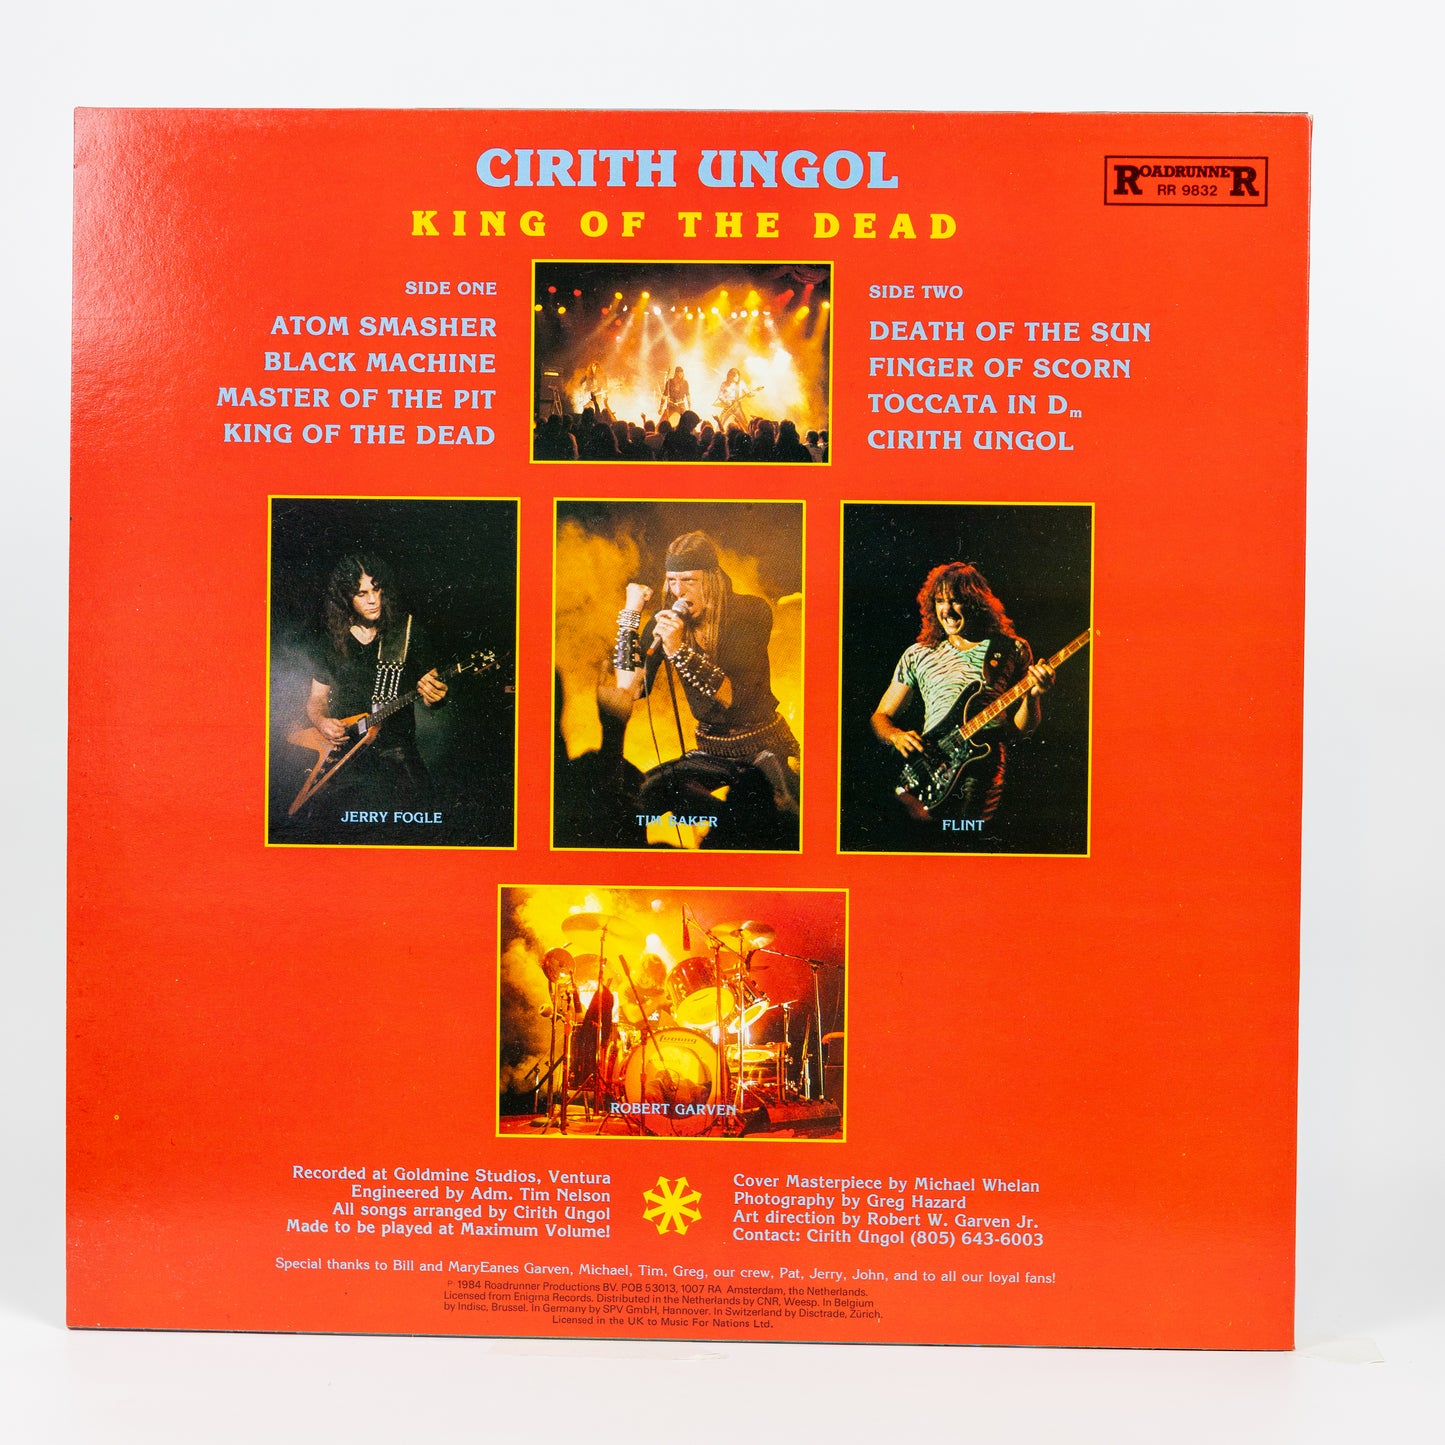 CIRITH UNGOL
KING OF THE DEAD
ROADRUNNER
RR 9832
SIDE ONE
ATOM SMASHER
BLACK MACHINE
MASTER OF THE PIT
KING OF THE DEAD
SIDE TWO
DEATH OF THE SUN
FINGER OF SCORN
TOCCATA IN Dm
CIRITH UNGOL
JERRY FOGLE
TIM BAKER
FLINT
Ludwig
ROBERT GARVEN
Recorded at Goldmine Studios, Ventura
Engineered by Adm. Tim Nelson
All songs arranged by Cirith Ungol
Made to be played at Maximum Volume!
Cover Masterpiece by Michael Whelan
Photography by Greg Hazard
Art direction by Robert W. Garven Jr.
Contact: Cirith Ungol (805) 643-6003
Special thanks to Bill and MaryEanes Garven, Michael, Tim, Greg, our crew, Pat, Jerry, John, and to all our loyal fans!
℗ 1984 Roadrunner Productions BV. POB 53013, 1007 RA Amsterdam, the Netherlands.
Licensed from Enigma Records. Distributed in the Netherlands by CNR, Weesp. In Belgium
by Indisc, Brussel. In Germany by SPV GmbH, Hannover. In Switzerland by Disctrade, Zürich.
Licensed in the UK to Music For Nations Ltd.